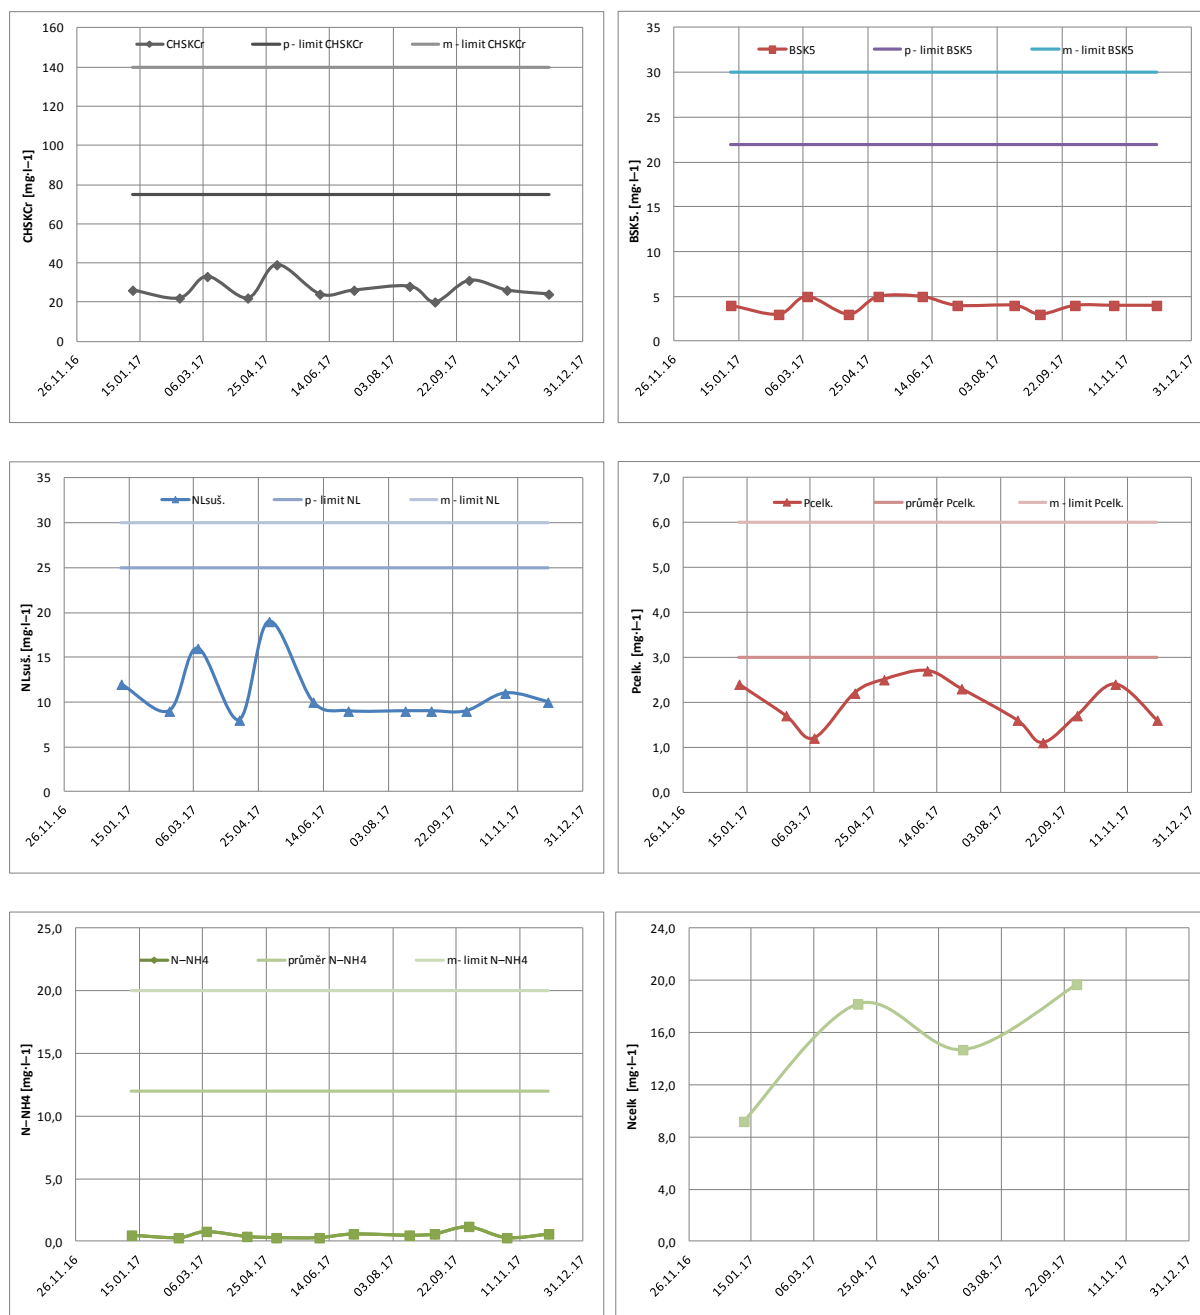 CHSKCr p - limit CHSKCr m - limit CHSKCr
CHSKCr [mg·l–1]
160
140
120
100
80
60
40
20
0
26.11.16 15.01.17 06.03.17 25.04.17 14.06.17 03.08.17 22.09.17 11.11.17 31.12.17
BSK5 p - limit BSK5 m - limit BSK5
BSK5. [mg·l–1]
35
30
25
20
15
10
5
0
26.11.16 15.01.17 06.03.17 25.04.17 14.06.17 03.08.17 22.09.17 11.11.17 31.12.17
NLsuš. p - limit NL m - limit NL
NLsuš. [mg·l–1]
35
30
25
20
15
10
5
0
26.11.16 15.01.17 06.03.17 25.04.17 14.06.17 03.08.17 22.09.17 11.11.17 31.12.17
Pcelk. průměr Pcelk. m - limit Pcelk.
Pcelk. [mg·l–1]
7,0
6,0
5,0
4,0
3,0
2,0
1,0
0,0
26.11.16 15.01.17 06.03.17 25.04.17 14.06.17 03.08.17 22.09.17 11.11.17 31.12.17
N–NH4 průměr N–NH4 m- limit N–NH4
N–NH4 [mg·l–1]
25,0
20,0
15,0
10,0
5,0
0,0
26.11.16 15.01.17 06.03.17 25.04.17 14.06.17 03.08.17 22.09.17 11.11.17 31.12.17
Ncelk [mg·l–1]
24,0
20,0
16,0
12,0
8,0
4,0
0,0
26.11.16 15.01.17 06.03.17 25.04.17 14.06.17 03.08.17 22.09.17 11.11.17 31.12.17